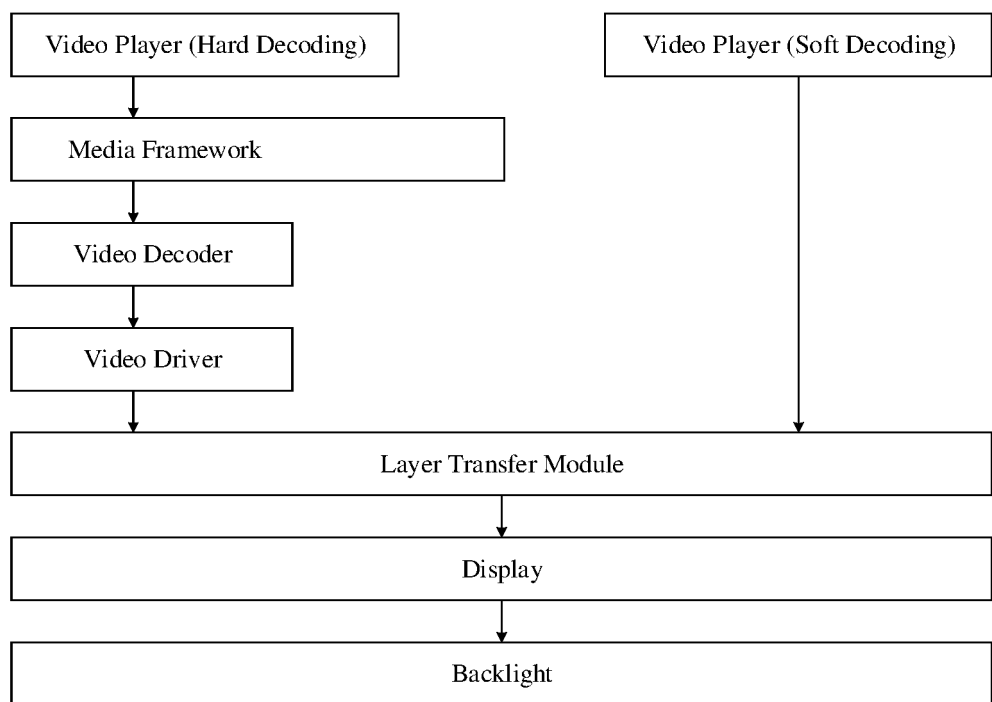 Video Player (Hard Decoding)
Video Player (Soft Decoding)
Media Framework
Video Decoder
Video Driver
Layer Transfer Module
Display
Backlight